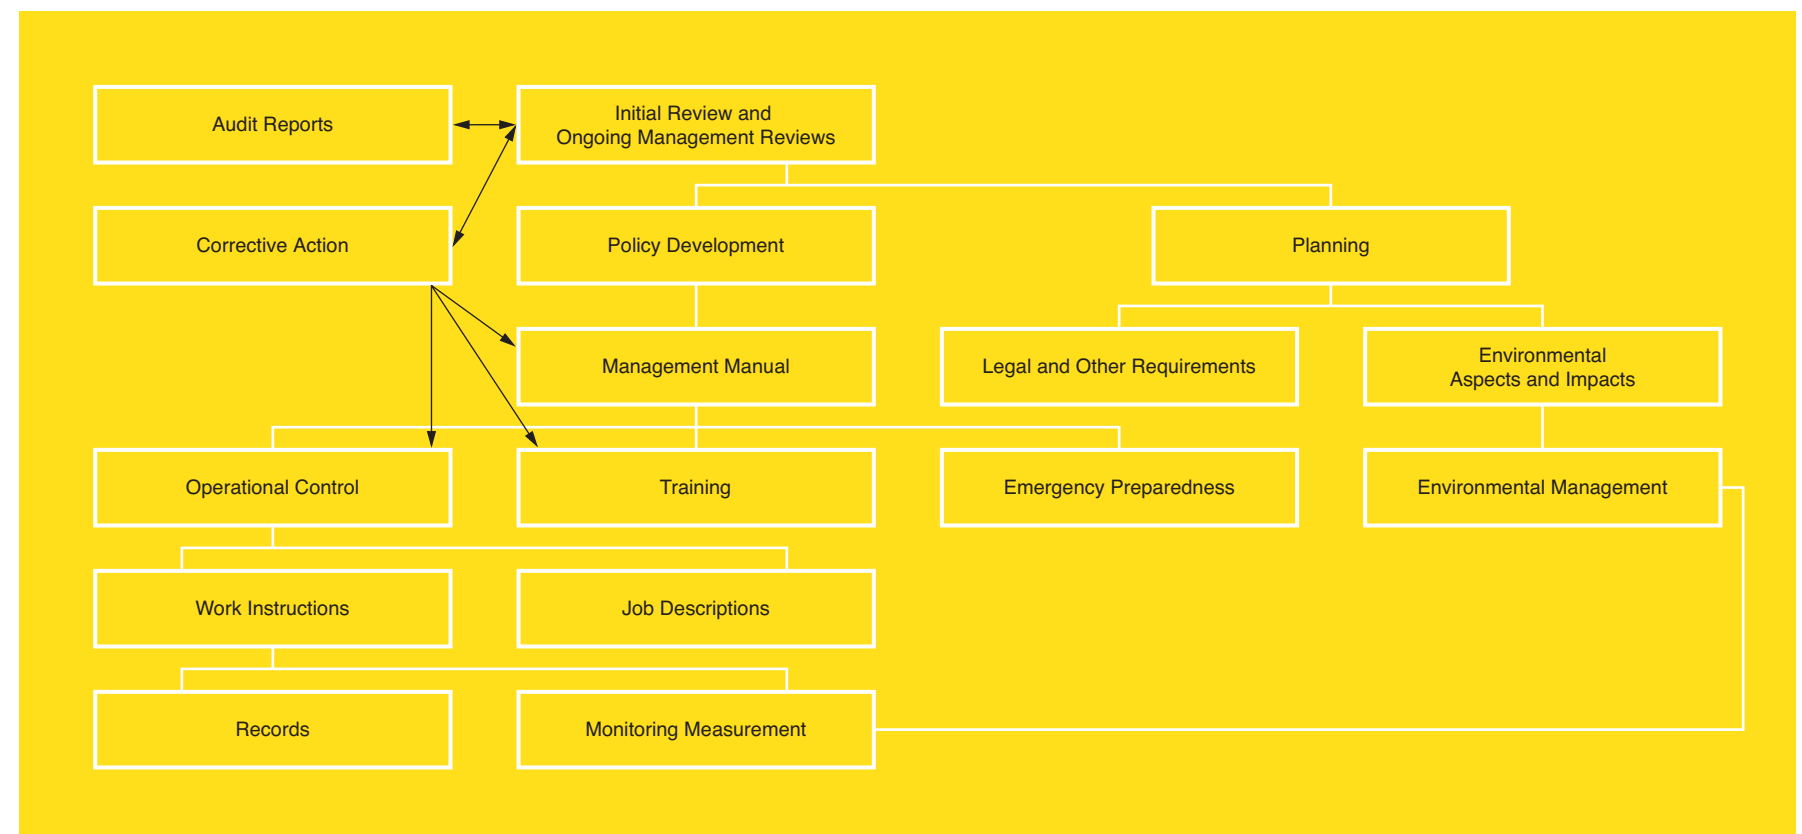 Audit Reports
Initial Review and
Ongoing Management Reviews
Corrective Action
Policy Development
Planning
Management Manual
Legal and Other Requirements
Environmental
Aspects and Impacts
Operational Control
Training
Emergency Preparedness
Environmental Management
Work Instructions
Job Descriptions
Records
Monitoring Measurement